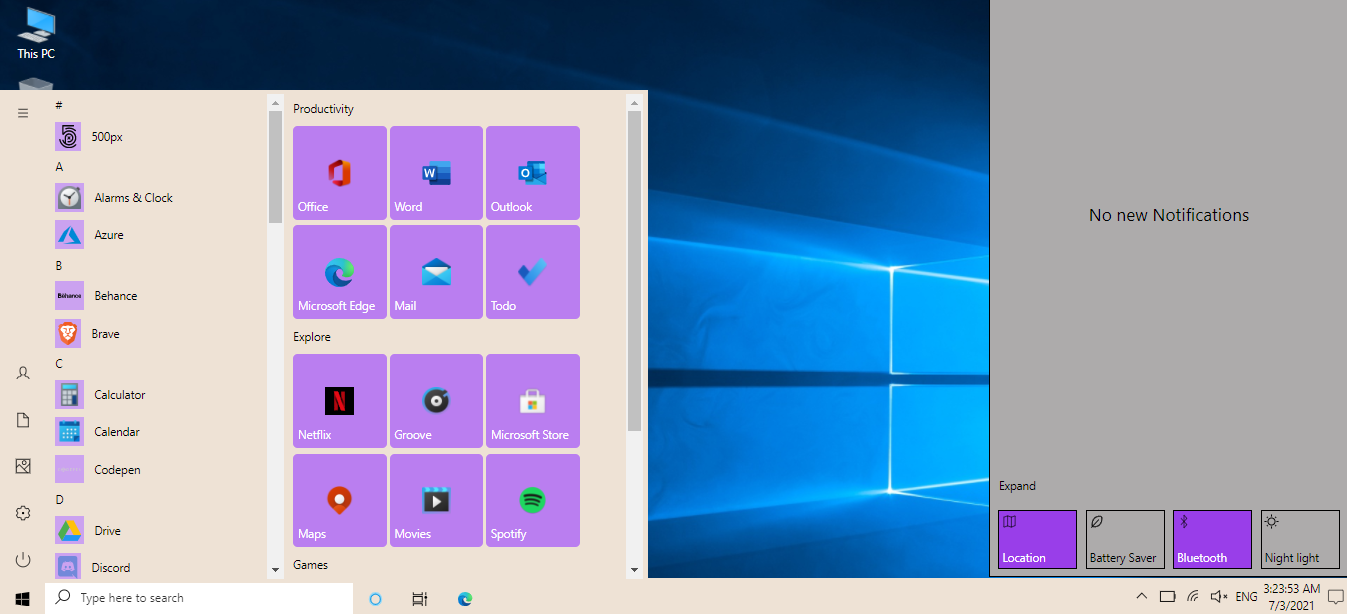 This PC
#
500px
A
Alarms & Clock
Azure
B
Behance
Bēhance
Brave
C
Calculator
Calendar
Codepen
D
Drive
Discord
Productivity
Office
Word
Outlook
Microsoft Edge
Mail
Todo
Explore
Netflix
Groove
Microsoft Store
Maps
Movies
Spotify
Games
No new Notifications
Expand
Location
Battery Saver
Bluetooth
Night light
Type here to search
ENG
3:23:53 AM
7/3/2021